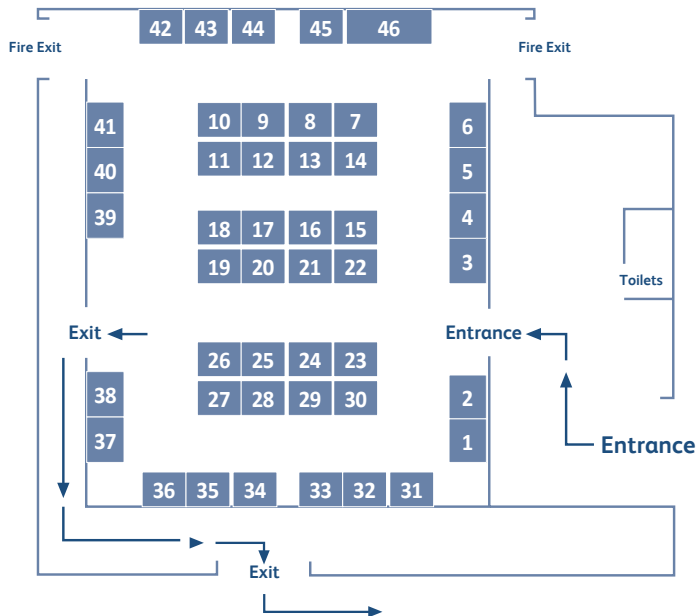 42 43 44 45 46
Fire Exit
Fire Exit
41 10 9 8 7 6
40 11 12 13 14 5
39 18 17 16 15 4
19 20 21 22 3
Toilets
Exit
Entrance
26 25 24 23
38 27 28 29 30 2
37 1
Entrance
36 35 34 33 32 31
Exit